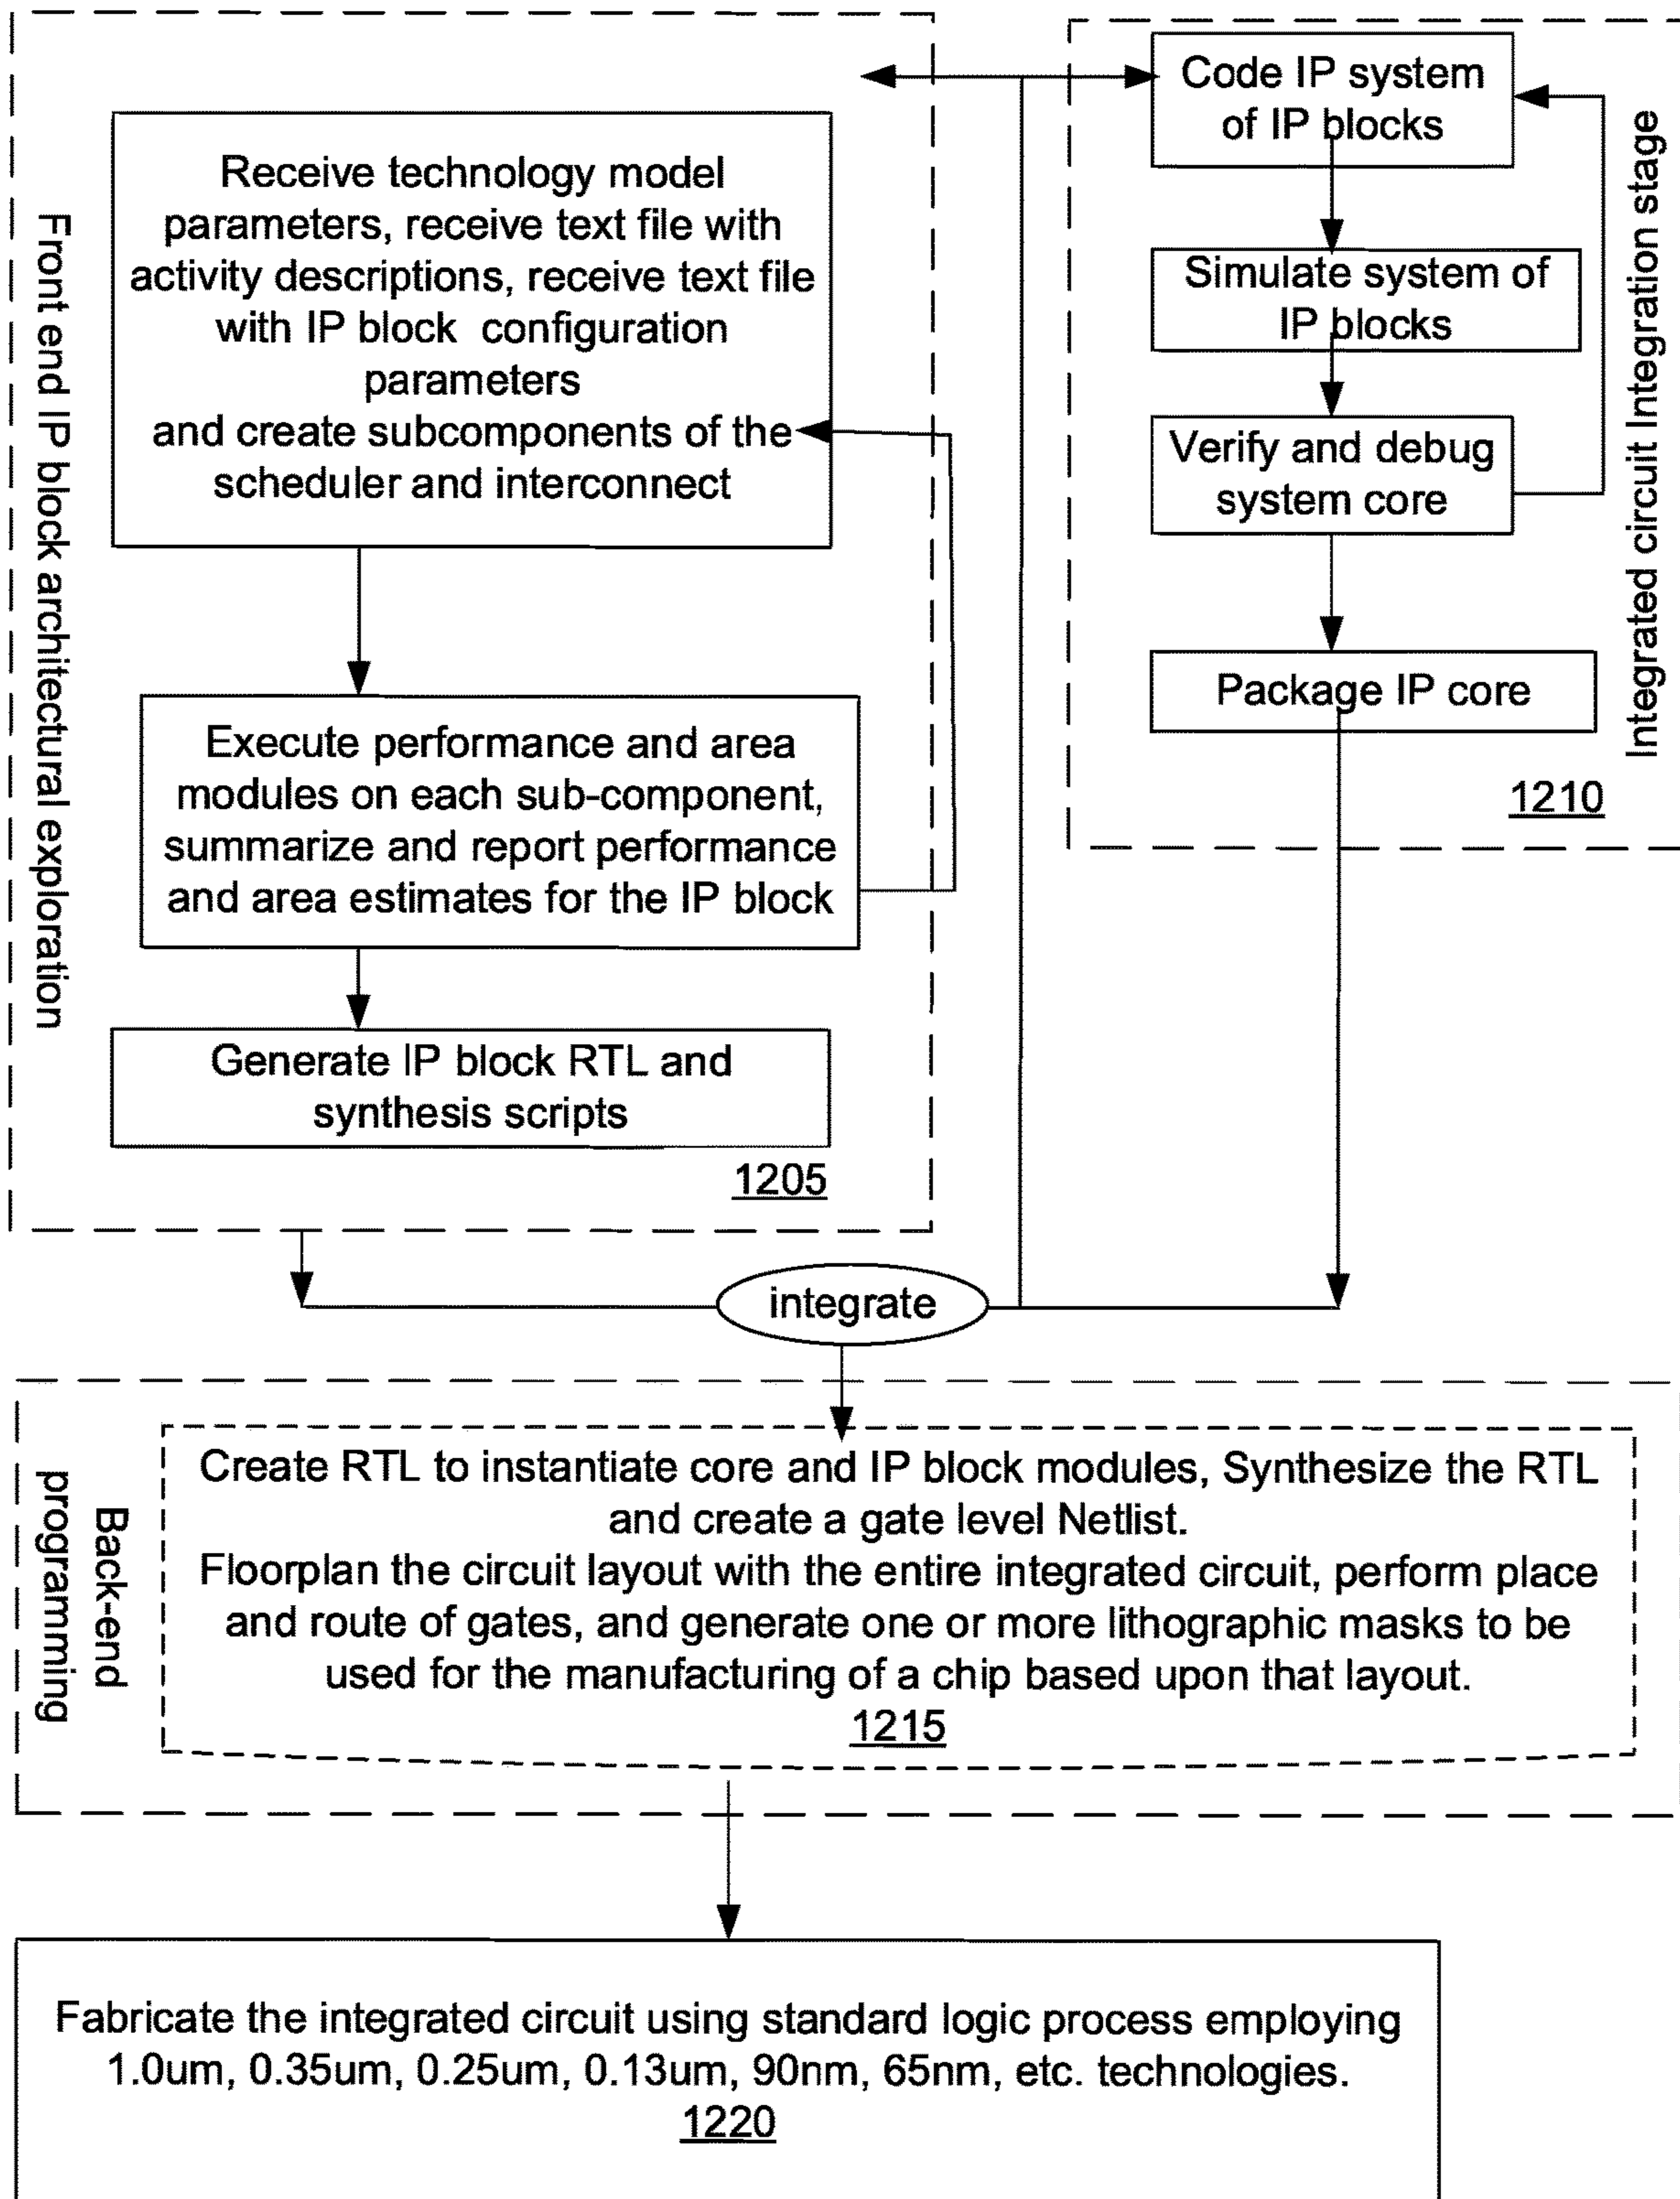 Front end IP block architectural exploration
Receive technology model
parameters, receive text file with
activity descriptions, receive text file
with IP block configuration
parameters
and create subcomponents of the
scheduler and interconnect
Execute performance and area
modules on each sub-component,
summarize and report performance
and area estimates for the IP block
Generate IP block RTL and
synthesis scripts
1205
Code IP system
of IP blocks
Simulate system of
IP blocks
Verify and debug
system core
Package IP core
1210
Integrated circuit Integration stage
integrate
Back-end
programming
Create RTL to instantiate core and IP block modules, Synthesize the RTL
and create a gate level Netlist.
Floorplan the circuit layout with the entire integrated circuit, perform place
and route of gates, and generate one or more lithographic masks to be
used for the manufacturing of a chip based upon that layout.
1215
Fabricate the integrated circuit using standard logic process employing
1.0um, 0.35um, 0.25um, 0.13um, 90nm, 65nm, etc. technologies.
1220